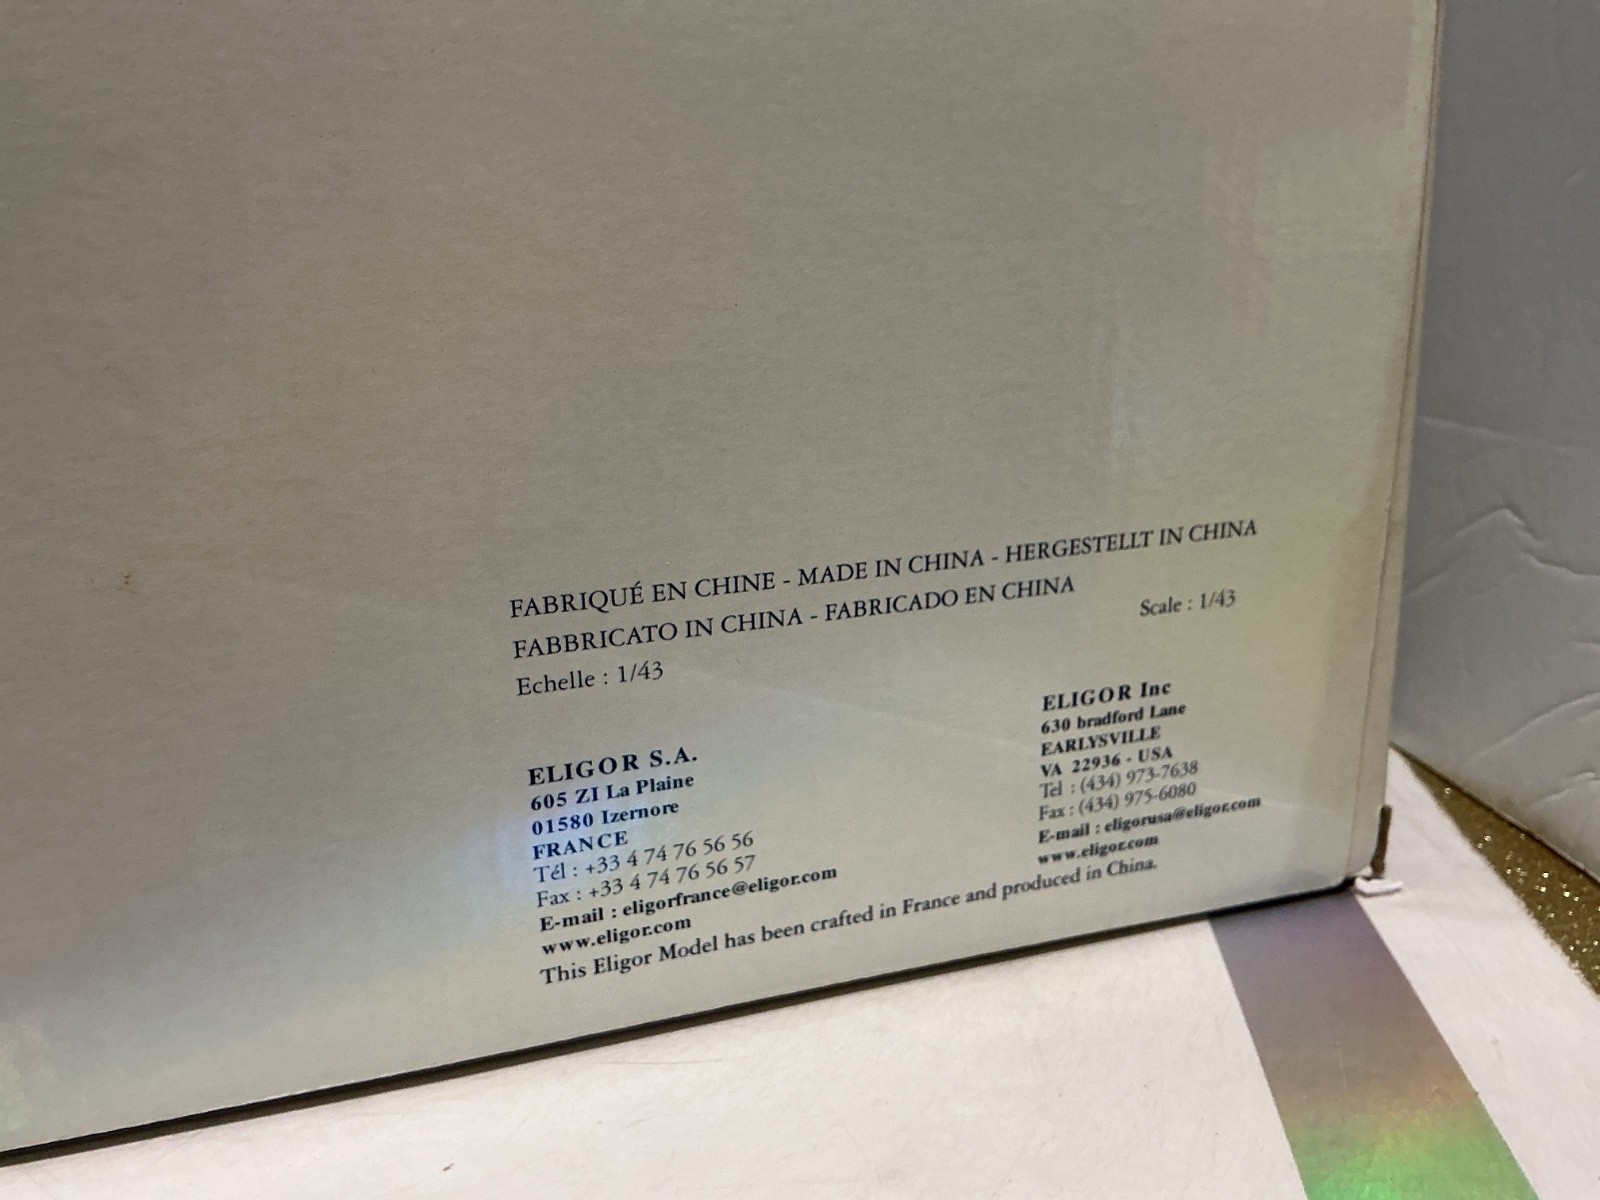 FABRIQUÉ EN CHINE - MADE IN CHINA - HERGESTELLT IN CHINA
FABBRICATO IN CHINA - FABRICADO EN CHINA
Echelle : 1/43
Scale : 1/43
ELIGOR S.A.
605 ZI La Plaine
01580 Izernore
FRANCE
Tél : +33 4 74 76 56 56
Fax : +33 4 74 76 56 57
E-mail : eligorfrance@eligor.com
www.eligor.com
ELIGOR Inc
630 bradford Lane
EARLYSVILLE
VA 22936 - USA
Tel : (434) 973-7638
Fax : (434) 975-6080
E-mail : eligorusa@eligor.com
www.eligor.com
This Eligor Model has been crafted in France and produced in China.